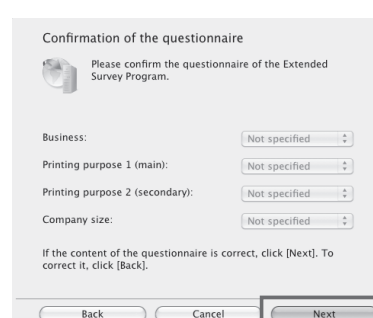 Confirmation of the questionnaire
Please confirm the questionnaire of the Extended
Survey Program.
Business: Not specified
Printing purpose 1 (main): Not specified
Printing purpose 2 (secondary): Not specified
Company size: Not specified
If the content of the questionnaire is correct, click [Next]. To
correct it, click [Back].
Back Cancel Next